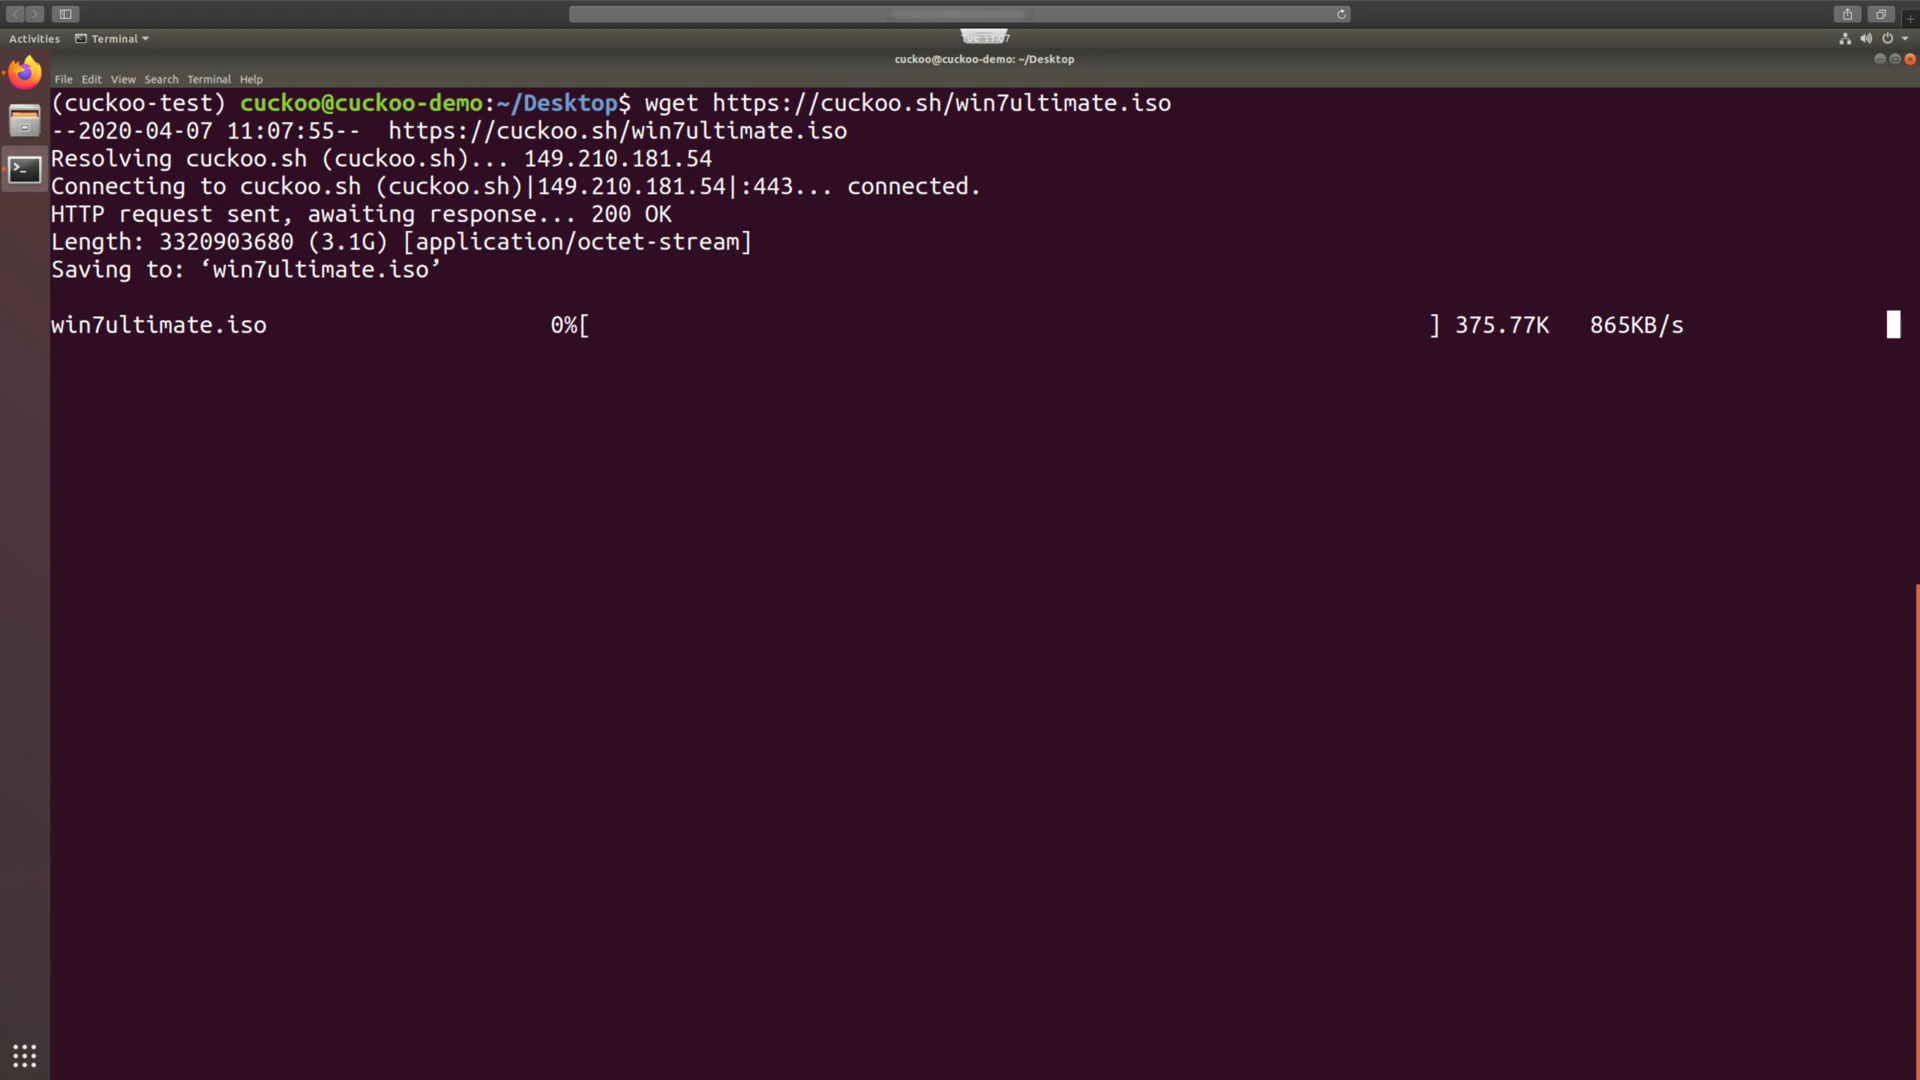 Activities Terminal
cuckoo@cuckoo-demo: ~/Desktop
File Edit View Search Terminal Help
(cuckoo-test) cuckoo@cuckoo-demo:~/Desktop$ wget https://cuckoo.sh/win7ultimate.iso
--2020-04-07 11:07:55-- https://cuckoo.sh/win7ultimate.iso
Resolving cuckoo.sh (cuckoo.sh)... 149.210.181.54
Connecting to cuckoo.sh (cuckoo.sh)|149.210.181.54|:443... connected.
HTTP request sent, awaiting response... 200 OK
Length: 3320903680 (3.1G) [application/octet-stream]
Saving to: ‘win7ultimate.iso’
win7ultimate.iso 0%[ ] 375.77K 865KB/s